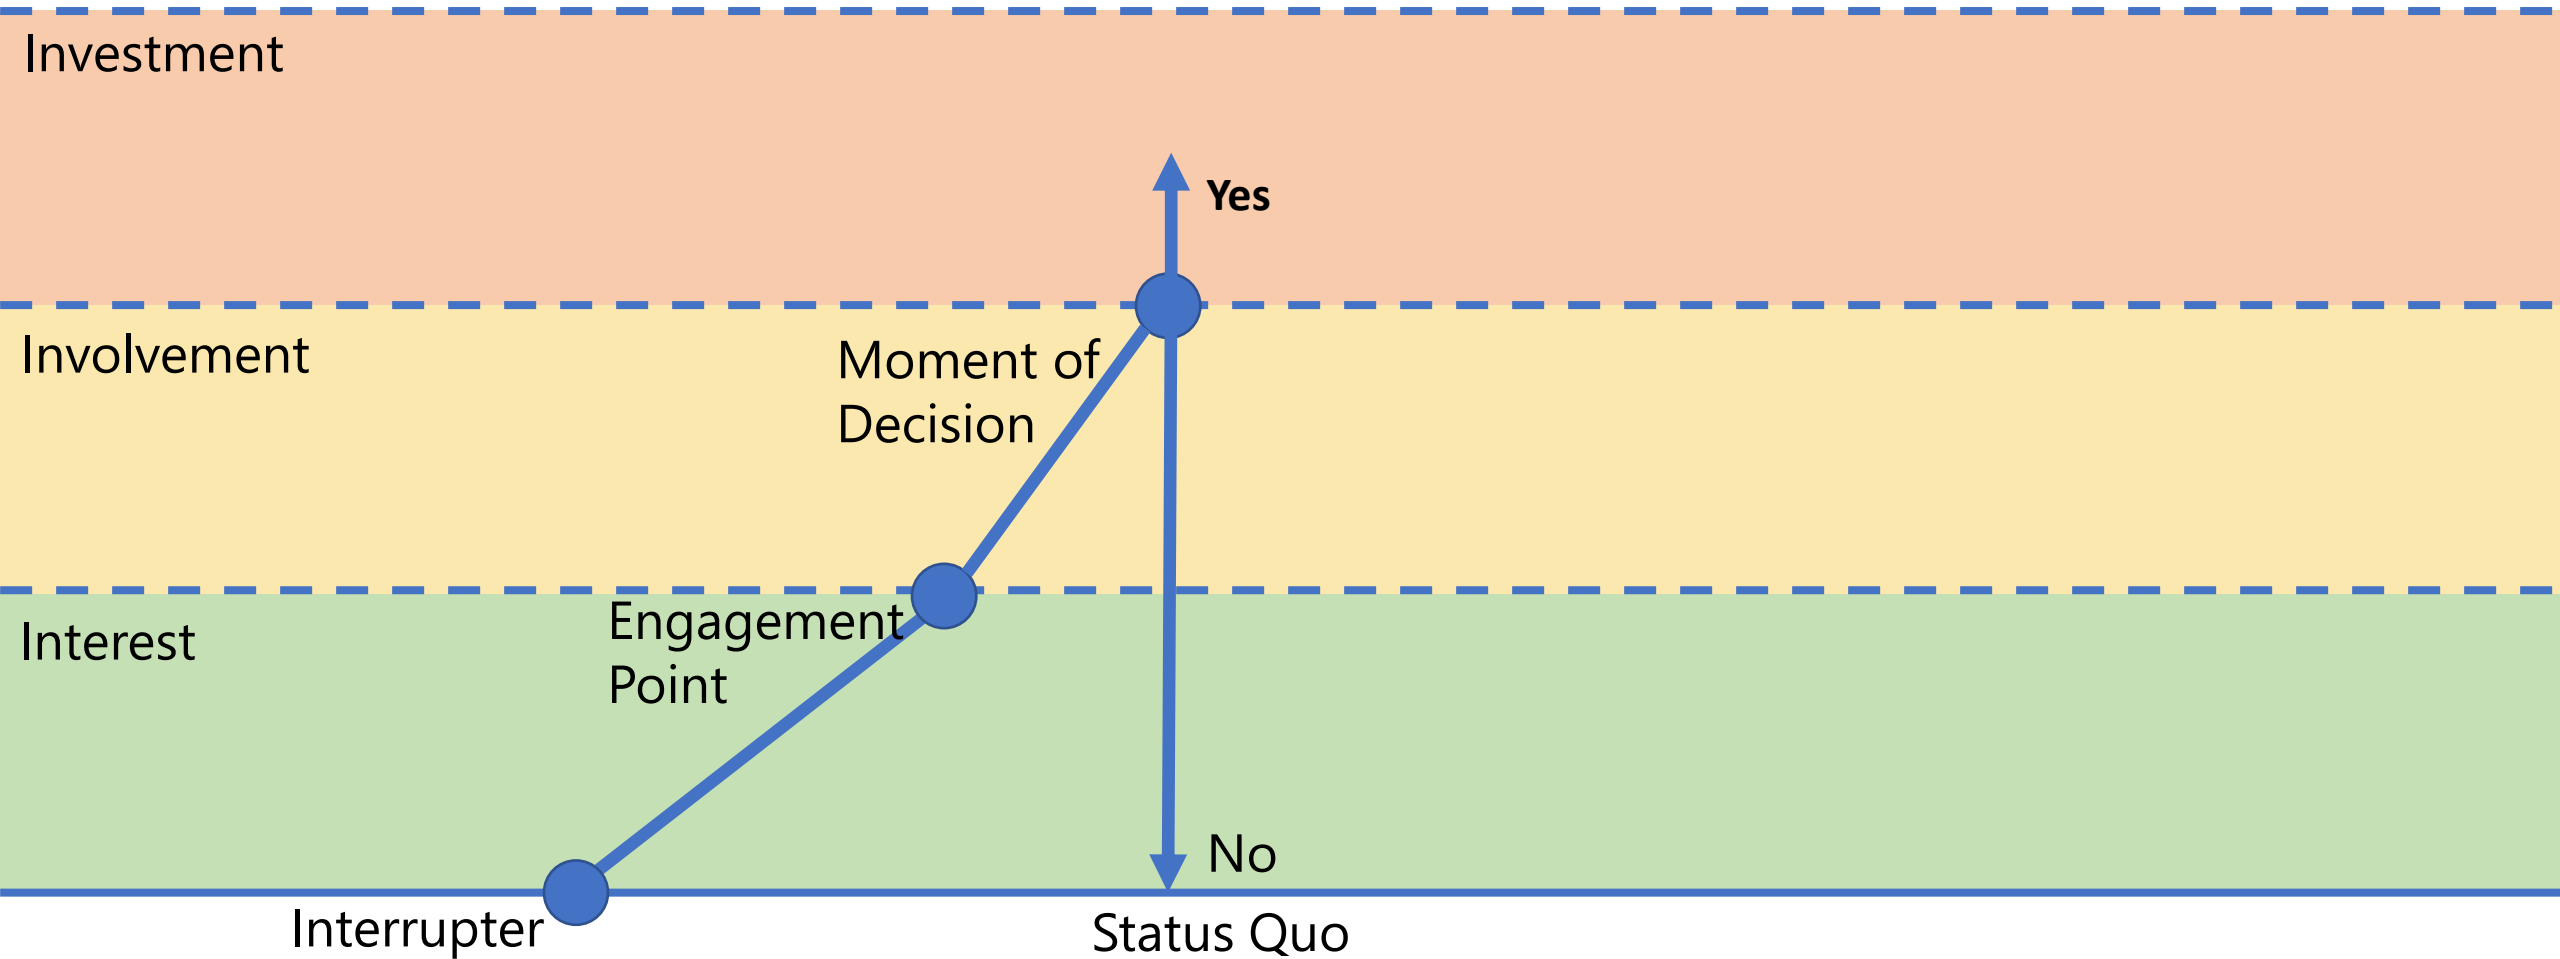 Investment
Yes
Involvement
Moment of
Decision
Engagement
Point
Interest
No
Interrupter
Status Quo